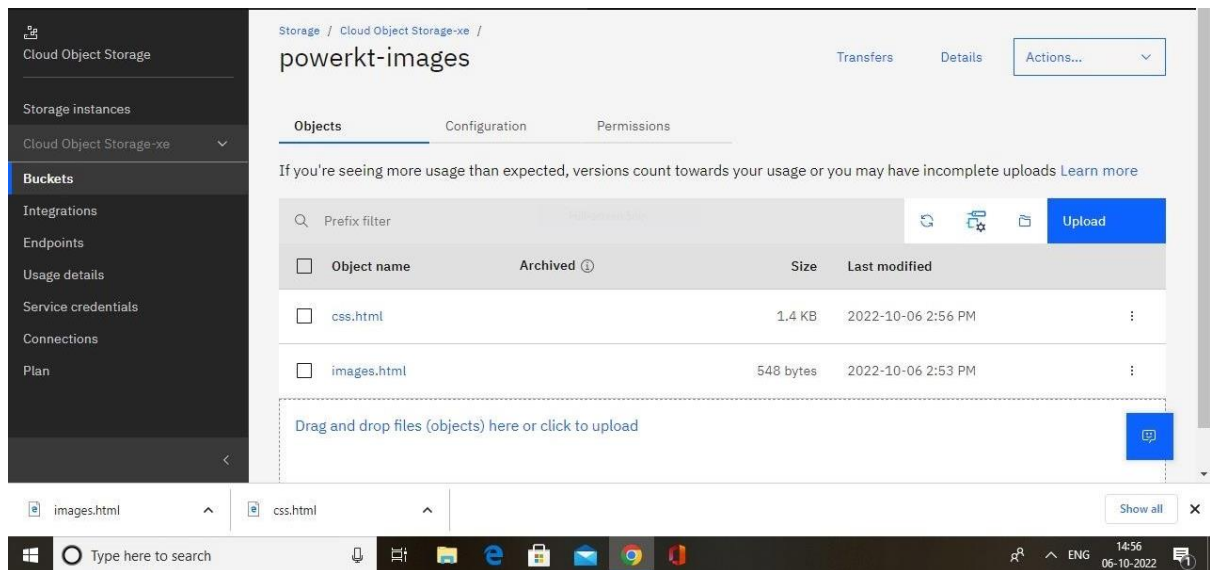 Cloud Object Storage
Storage instances
Cloud Object Storage-xe
Buckets
Integrations
Endpoints
Usage details
Service credentials
Connections
Plan
Storage / Cloud Object Storage-xe /
powerkt-images
Transfers Details Actions...
Objects Configuration Permissions
If you're seeing more usage than expected, versions count towards your usage or you may have incomplete uploads Learn more
Prefix filter Upload
Object name Archived Size Last modified
css.html 1.4 KB 2022-10-06 2:56 PM
images.html 548 bytes 2022-10-06 2:53 PM
Drag and drop files (objects) here or click to upload
images.html css.html Show all
Type here to search ENG 14:56
06-10-2022 1